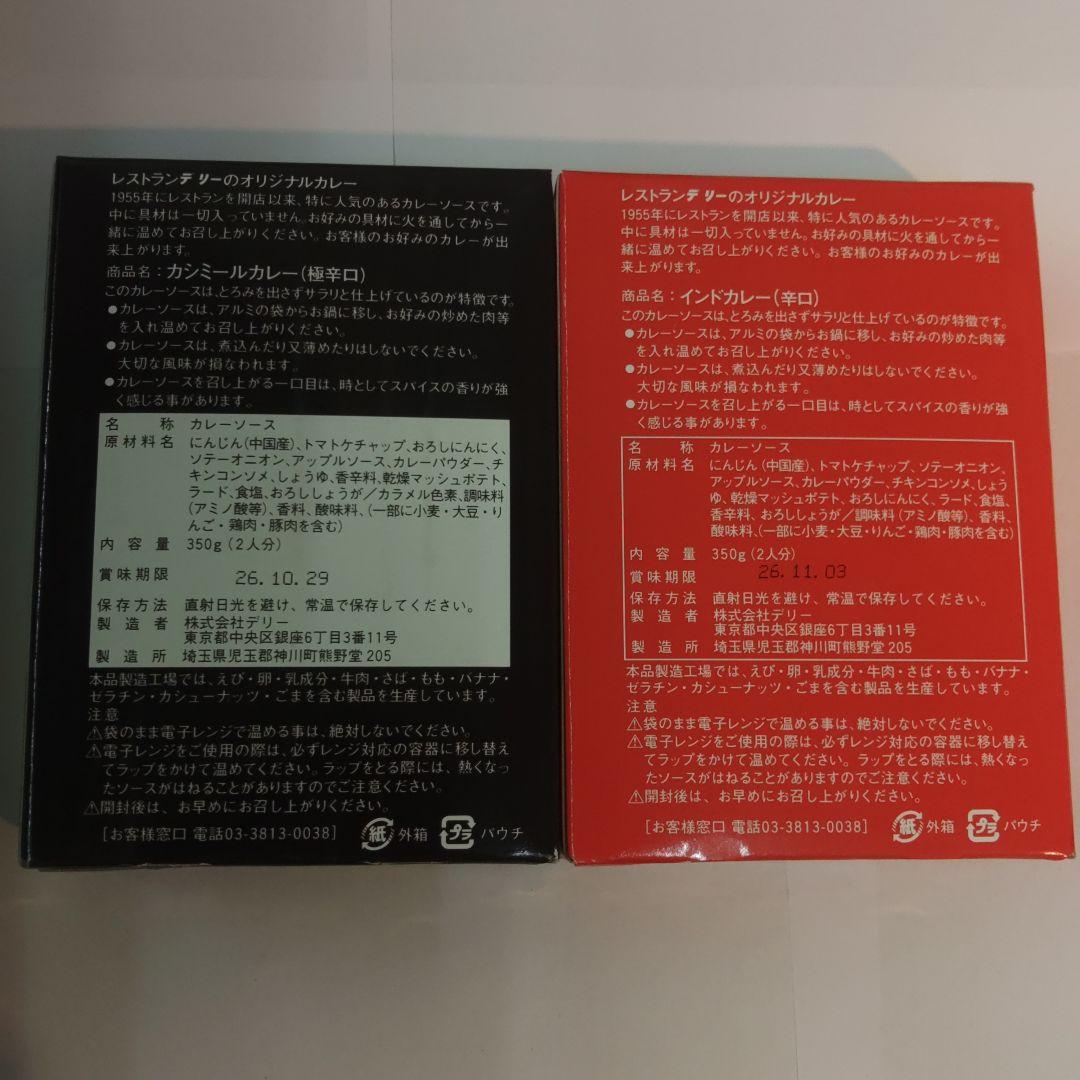 レストランデリーのオリジナルカレー
1955年にレストランを開店以来、特に人気のあるカレーソースです。
中に具材は一切入っていません。お好みの具材に火を通してから一
緒に温めてお召し上がりください。お客様のお好みのカレーが出
来上がります。
商品名：カシミールカレー（極辛口）
このカレーソースは、とろみを出さずサラリと仕上げているのが特徴です。
●カレーソースは、アルミの袋からお鍋に移し、お好みの炒めた肉等
を入れ温めてお召し上がりください。
●カレーソースは、煮込んだり又薄めたりはしないでください。
大切な風味が損なわれます。
●カレーソースを召し上がる一口目は、時としてスパイスの香りが強
く感じる事があります。
名称 カレーソース
原材料名 にんじん（中国産）、トマトケチャップ、おろしにんにく、
ソテーオニオン、アップルソース、カレーパウダー、チ
キンコンソメ、しょうゆ、香辛料、乾燥マッシュポテト、
ラード、食塩、おろししょうが／カラメル色素、調味料
（アミノ酸等）、香料、酸味料、（一部に小麦・大豆・り
んご・鶏肉・豚肉を含む）
内容量 350g（2人分）
賞味期限 26.10.29
保存方法 直射日光を避け、常温で保存してください。
製造者 株式会社デリー
東京都中央区銀座6丁目3番11号
製造所 埼玉県児玉郡神川町熊野堂205
本品製造工場では、えび・卵・乳成分・牛肉・さば・もも・バナナ・
ゼラチン・カシューナッツ・ごまを含む製品を生産しています。
注意
⚠袋のまま電子レンジで温める事は、絶対しないでください。
⚠電子レンジをご使用の際は、必ずレンジ対応の容器に移し替え
てラップをかけて温めてください。ラップをとる際には、熱くなっ
たソースがはねることがありますのでご注意ください。
⚠開封後は、お早めにお召し上がりください。
［お客様窓口 電話03-3813-0038］ 紙 外箱 プラ パウチ
レストランデリーのオリジナルカレー
1955年にレストランを開店以来、特に人気のあるカレーソースです。
中に具材は一切入っていません。お好みの具材に火を通してから一
緒に温めてお召し上がりください。お客様のお好みのカレーが出
来上がります。
商品名：インドカレー（辛口）
このカレーソースは、とろみを出さずサラリと仕上げているのが特徴です。
●カレーソースは、アルミの袋からお鍋に移し、お好みの炒めた肉等
を入れ温めてお召し上がりください。
●カレーソースは、煮込んだり又薄めたりはしないでください。
大切な風味が損なわれます。
●カレーソースを召し上がる一口目は、時としてスパイスの香りが強
く感じる事があります。
名称 カレーソース
原材料名 にんじん（中国産）、トマトケチャップ、ソテーオニオン、
アップルソース、カレーパウダー、チキンコンソメ、しょう
ゆ、乾燥マッシュポテト、おろしにんにく、ラード、食塩、
香辛料、おろししょうが／調味料（アミノ酸等）、香料、
酸味料、（一部に小麦・大豆・りんご・鶏肉・豚肉を含む）
内容量 350g（2人分）
賞味期限 26.11.03
保存方法 直射日光を避け、常温で保存してください。
製造者 株式会社デリー
東京都中央区銀座6丁目3番11号
製造所 埼玉県児玉郡神川町熊野堂205
本品製造工場では、えび・卵・乳成分・牛肉・さば・もも・バナナ・
ゼラチン・カシューナッツ・ごまを含む製品を生産しています。
注意
⚠袋のまま電子レンジで温める事は、絶対しないでください。
⚠電子レンジをご使用の際は、必ずレンジ対応の容器に移し替え
てラップをかけて温めてください。ラップをとる際には、熱くなっ
たソースがはねることがありますのでご注意ください。
⚠開封後は、お早めにお召し上がりください。
［お客様窓口 電話03-3813-0038］ 紙 外箱 プラ パウチ